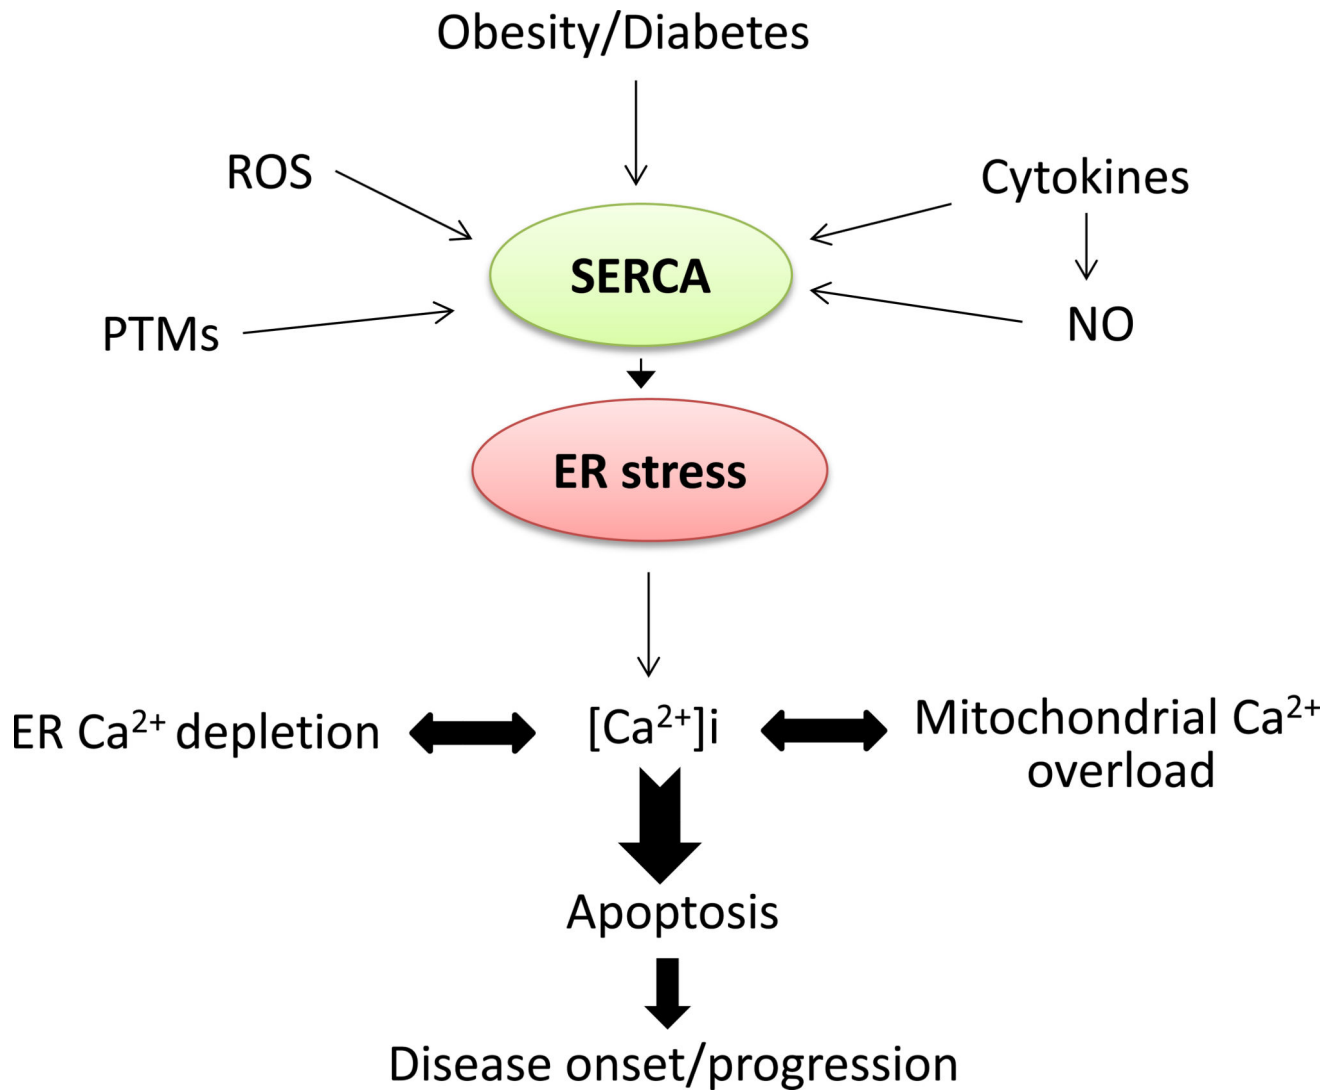 Obesity/Diabetes
ROS
Cytokines
SERCA
PTMs
NO
ER stress
ER Ca²⁺ depletion
[Ca²⁺]i
Mitochondrial Ca²⁺
overload
Apoptosis
Disease onset/progression